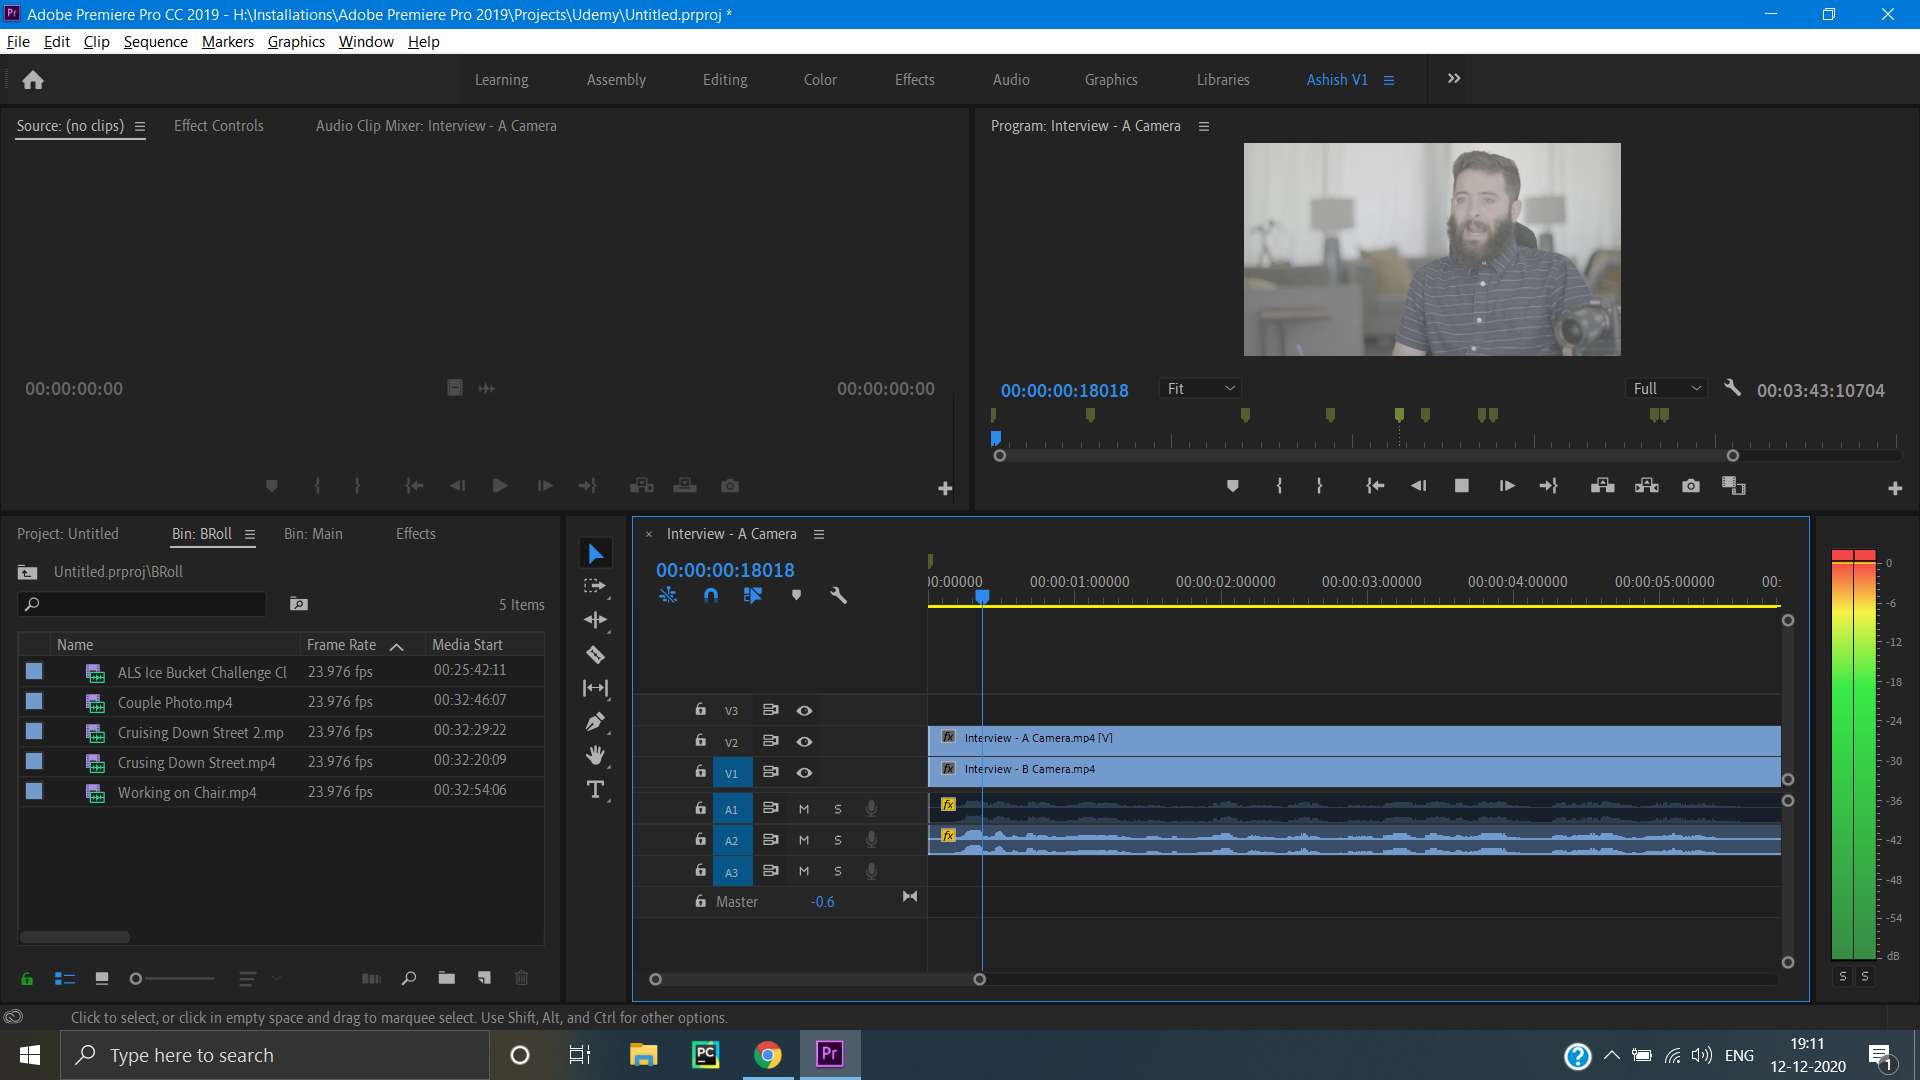 Pr Adobe Premiere Pro CC 2019 - H:\Installations\Adobe Premiere Pro 2019\Projects\Udemy\Untitled.prproj *
File Edit Clip Sequence Markers Graphics Window Help
Learning Assembly Editing Color Effects Audio Graphics Libraries Ashish V1
Source: (no clips) Effect Controls Audio Clip Mixer: Interview - A Camera
Program: Interview - A Camera
00:00:00:00 00:00:00:00
00:00:00:18018 Fit Full 00:03:43:10704
Project: Untitled Bin: BRoll Bin: Main Effects
Untitled.prproj\BRoll
5 Items
Name Frame Rate Media Start
ALS Ice Bucket Challenge Cl 23.976 fps 00:25:42:11
Couple Photo.mp4 23.976 fps 00:32:46:07
Cruising Down Street 2.mp 23.976 fps 00:32:29:22
Crusing Down Street.mp4 23.976 fps 00:32:20:09
Working on Chair.mp4 23.976 fps 00:32:54:06
Interview - A Camera
00:00:00:18018
00:00000 00:00:01:00000 00:00:02:00000 00:00:03:00000 00:00:04:00000 00:00:05:00000 00:
V3
V2 fx Interview - A Camera.mp4 [V]
V1 fx Interview - B Camera.mp4
A1 M S fx
A2 M S fx
A3 M S
Master -0.6
0
-6
-12
-18
-24
-30
-36
-42
-48
-54
dB
S S
Click to select, or click in empty space and drag to marquee select. Use Shift, Alt, and Ctrl for other options.
Type here to search
PC
Pr
ENG
19:11
12-12-2020
1